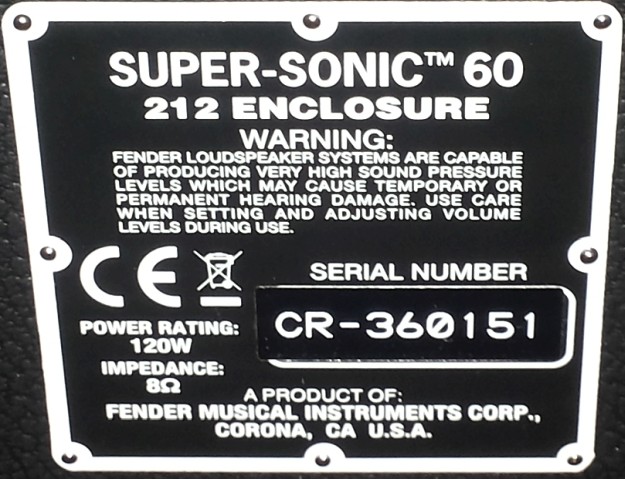 SUPER-SONIC™ 60
212 ENCLOSURE
WARNING:
FENDER LOUDSPEAKER SYSTEMS ARE CAPABLE
OF PRODUCING VERY HIGH SOUND PRESSURE
LEVELS WHICH MAY CAUSE TEMPORARY OR
PERMANENT HEARING DAMAGE. USE CARE
WHEN SETTING AND ADJUSTING VOLUME
LEVELS DURING USE.
CE
SERIAL NUMBER
CR-360151
POWER RATING:
120W
IMPEDANCE:
8Ω
A PRODUCT OF:
FENDER MUSICAL INSTRUMENTS CORP.,
CORONA, CA U.S.A.